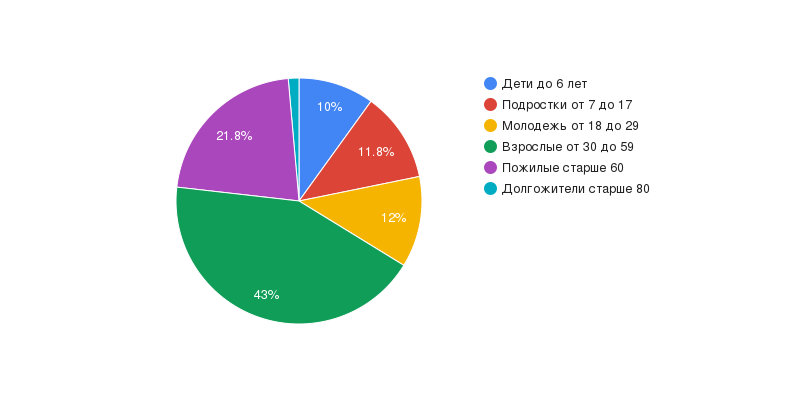 Дети до 6 лет
Подростки от 7 до 17
Молодежь от 18 до 29
Взрослые от 30 до 59
Пожилые старше 60
Долгожители старше 80
10%
11.8%
12%
43%
21.8%